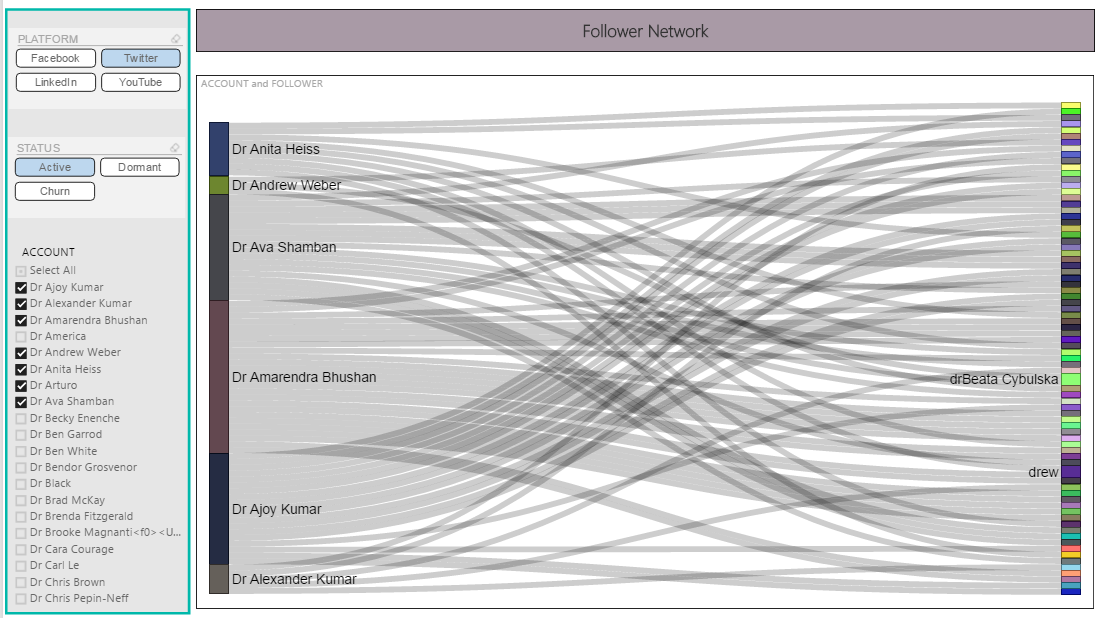 PLATFORM
Facebook
Twitter
LinkedIn
YouTube
STATUS
Active
Dormant
Churn
ACCOUNT
Select All
Dr Ajoy Kumar
Dr Alexander Kumar
Dr Amarendra Bhushan
Dr America
Dr Andrew Weber
Dr Anita Heiss
Dr Arturo
Dr Ava Shamban
Dr Becky Enenche
Dr Ben Garrod
Dr Ben White
Dr Bendor Grosvenor
Dr Black
Dr Brad McKay
Dr Brenda Fitzgerald
Dr Brooke Magnanti<f0><U...
Dr Cara Courage
Dr Carl Le
Dr Chris Brown
Dr Chris Pepin-Neff
Follower Network
ACCOUNT and FOLLOWER
Dr Anita Heiss
Dr Andrew Weber
Dr Ava Shamban
Dr Amarendra Bhushan
Dr Ajoy Kumar
Dr Alexander Kumar
drBeata Cybulska
drew